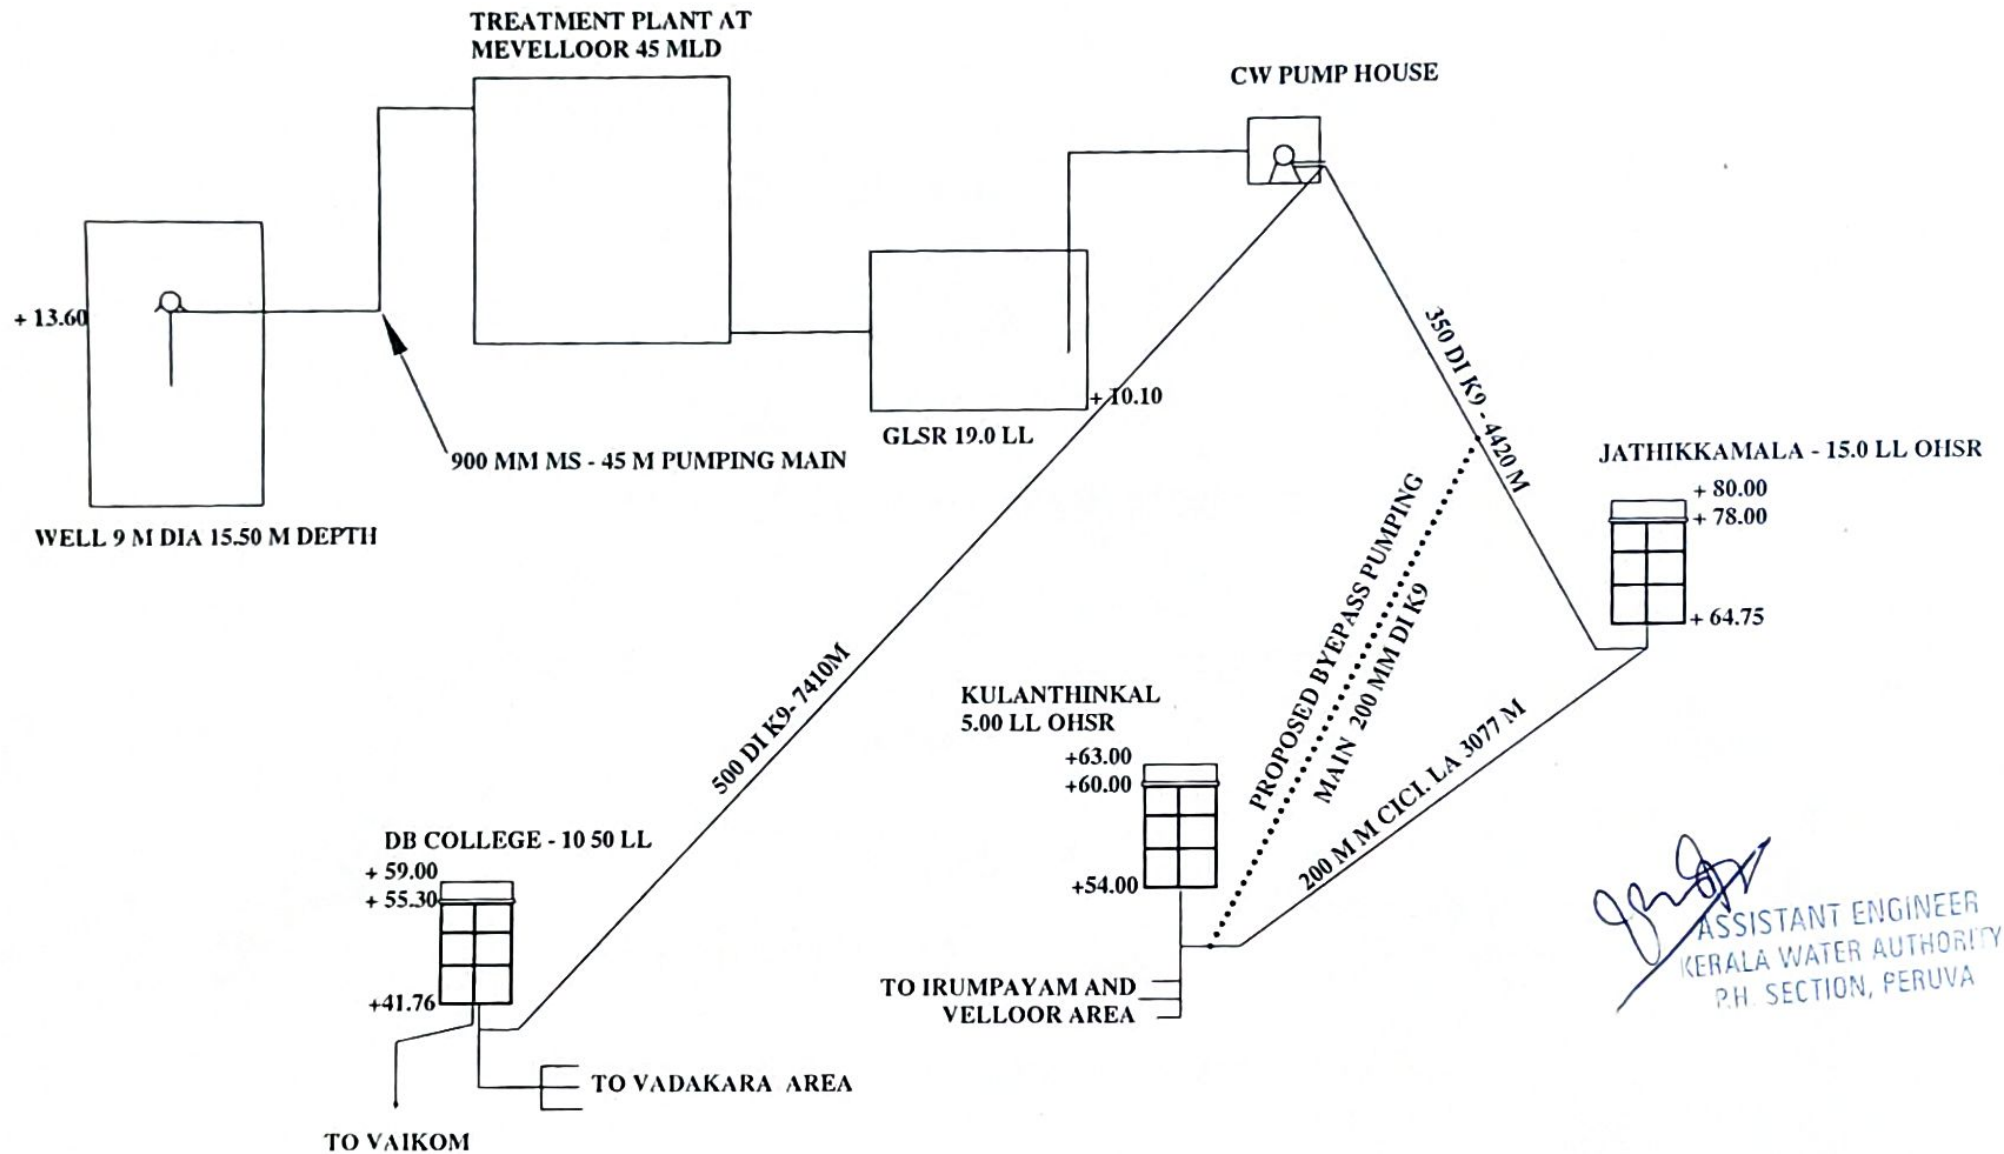 TREATMENT PLANT AT
MEVELLOOR 45 MLD
CW PUMP HOUSE
+ 13.60
WELL 9 M DIA 15.50 M DEPTH
900 MM MS - 45 M PUMPING MAIN
+ 10.10
GLSR 19.0 LL
350 DI K9 - 4420 M
JATHIKKAMALA - 15.0 LL OHSR
+ 80.00
+ 78.00
+ 64.75
PROPOSED BYEPASS PUMPING
MAIN 200 MM DI K9
500 DI K9- 7410M
KULANTHINKAL
5.00 LL OHSR
+63.00
+60.00
+54.00
200 M M CICI. LA 3077 M
DB COLLEGE - 10 50 LL
+ 59.00
+ 55.30
+41.76
TO IRUMPAYAM AND
VELLOOR AREA
TO VADAKARA AREA
TO VAIKOM
ASSISTANT ENGINEER
KERALA WATER AUTHORITY
P.H. SECTION, PERUVA